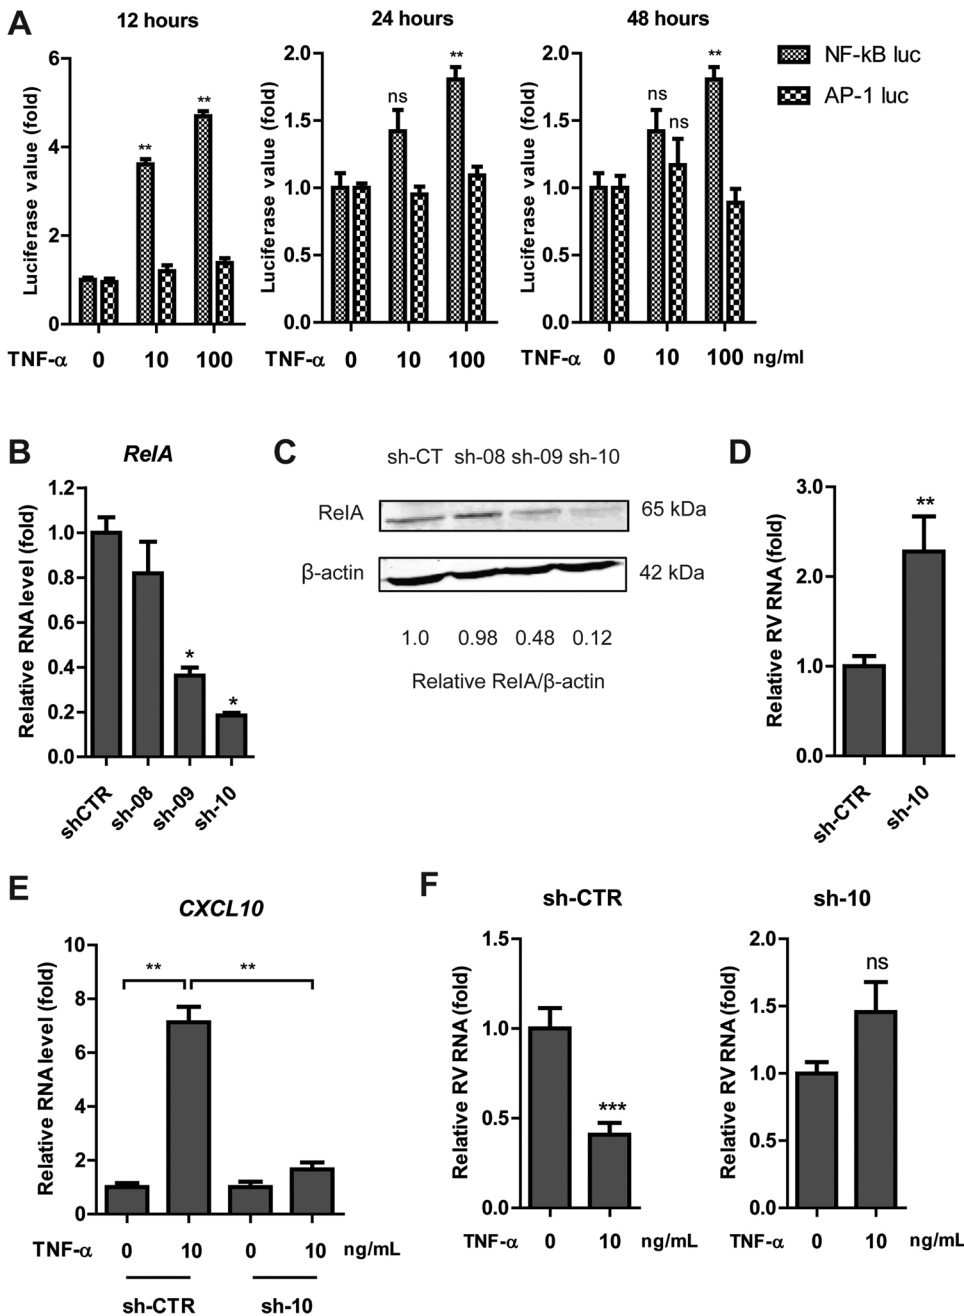 A
12 hours
24 hours
48 hours
NF-kB luc
AP-1 luc
Luciferase value (fold)
6
4
2
0
**
**
TNF-α 0 10 100
Luciferase value (fold)
2.0
1.5
1.0
0.5
0.0
ns
**
TNF-α 0 10 100
Luciferase value (fold)
2.0
1.5
1.0
0.5
0.0
ns
ns
**
TNF-α 0 10 100 ng/ml
B
RelA
Relative RNA level (fold)
1.2
1.0
0.8
0.6
0.4
0.2
0.0
*
*
shCTR
sh-08
sh-09
sh-10
C
sh-CT sh-08 sh-09 sh-10
RelA
65 kDa
β-actin
42 kDa
1.0 0.98 0.48 0.12
Relative RelA/β-actin
D
Relative RV RNA (fold)
3.0
2.0
1.0
0.0
**
sh-CTR
sh-10
E
CXCL10
Relative RNA level (fold)
10
8
6
4
2
0
**
**
TNF-α 0 10 0 10 ng/mL
sh-CTR
sh-10
F
sh-CTR
Relative RV RNA (fold)
1.5
1.0
0.5
0.0
***
TNF-α 0 10 ng/mL
sh-10
Relative RV RNA (fold)
2.0
1.5
1.0
0.5
0.0
ns
TNF-α 0 10 ng/mL